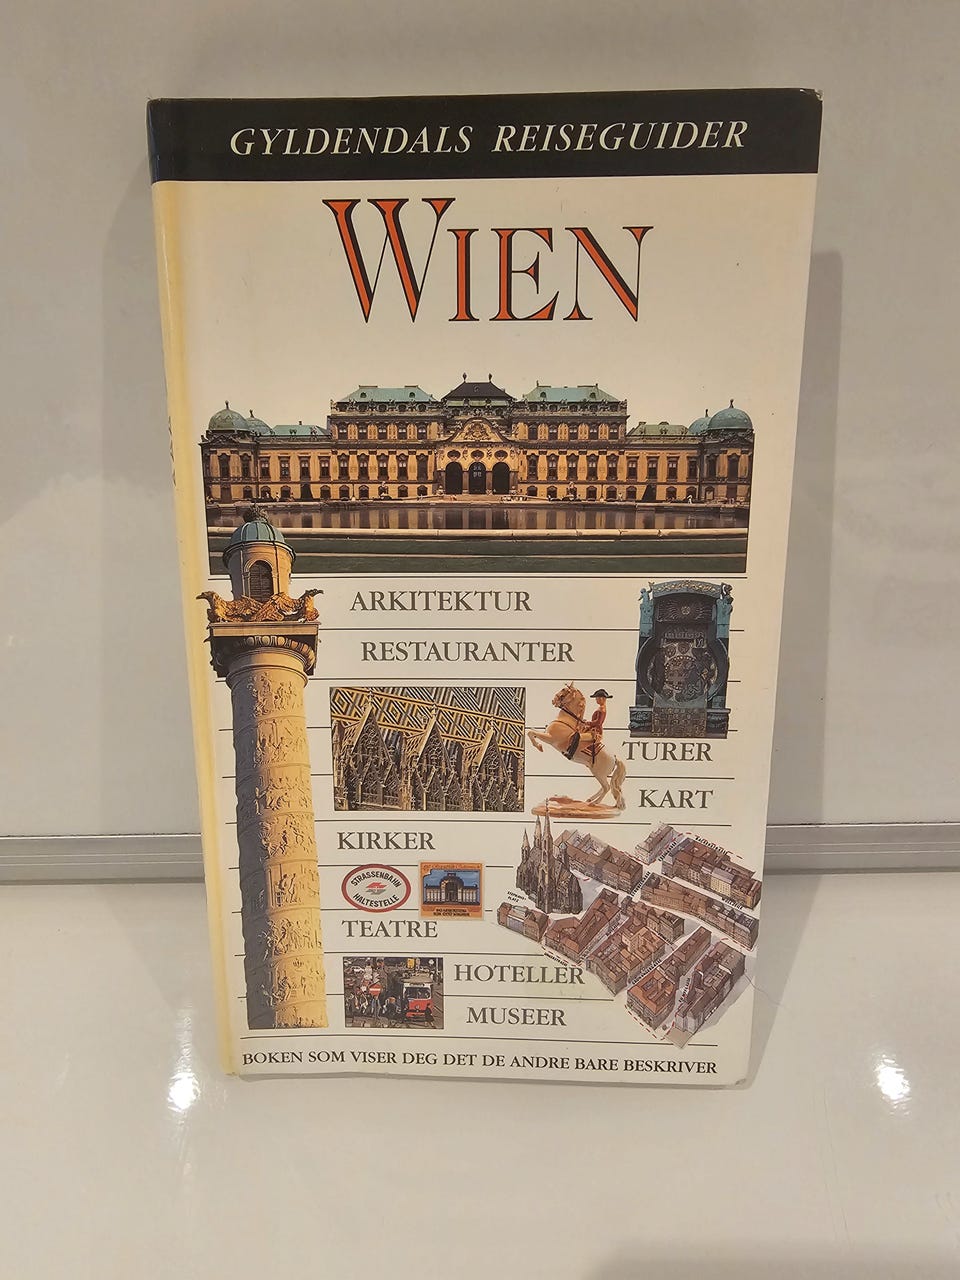 GYLDENDALS REISEGUIDER
WIEN
ARKITEKTUR
RESTAURANTER
TURER
KART
KIRKER
STRASSENBAHN
HALTESTELLE
TEATRE
HOTELLER
MUSEER
BOKEN SOM VISER DEG DET DE ANDRE BARE BESKRIVER